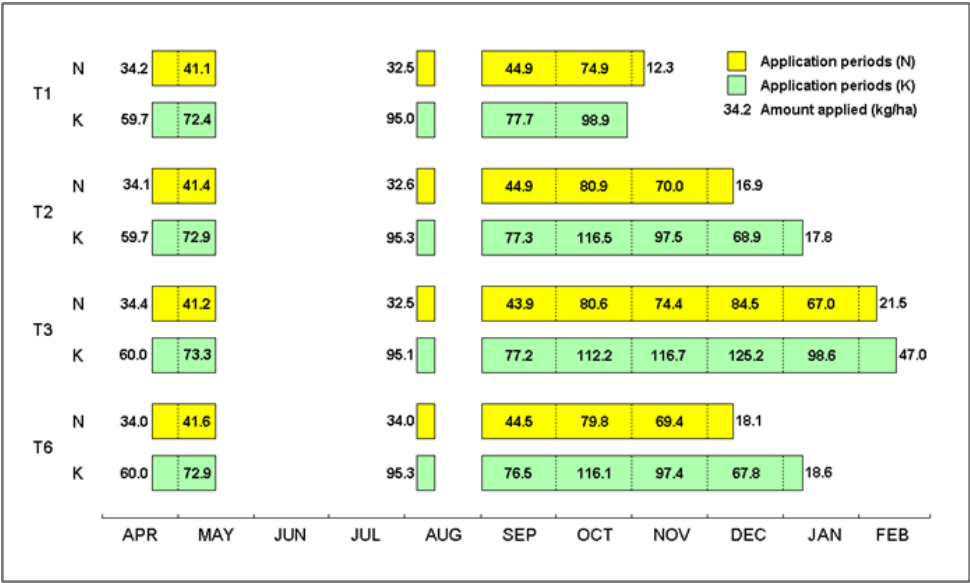 N 34.2 41.1 32.5 44.9 74.9 12.3
Application periods (N)
T1
Application periods (K)
K 59.7 72.4 95.0 77.7 98.9
34.2 Amount applied (kg/ha)
N 34.1 41.4 32.6 44.9 80.9 70.0 16.9
T2
K 59.7 72.9 95.3 77.3 116.5 97.5 68.9 17.8
N 34.4 41.2 32.5 43.9 80.6 74.4 84.5 67.0 21.5
T3
K 60.0 73.3 95.1 77.2 112.2 116.7 125.2 98.6 47.0
N 34.0 41.6 34.0 44.5 79.8 69.4 18.1
T6
K 60.0 72.9 95.3 76.5 116.1 97.4 67.8 18.6
APR MAY JUN JUL AUG SEP OCT NOV DEC JAN FEB